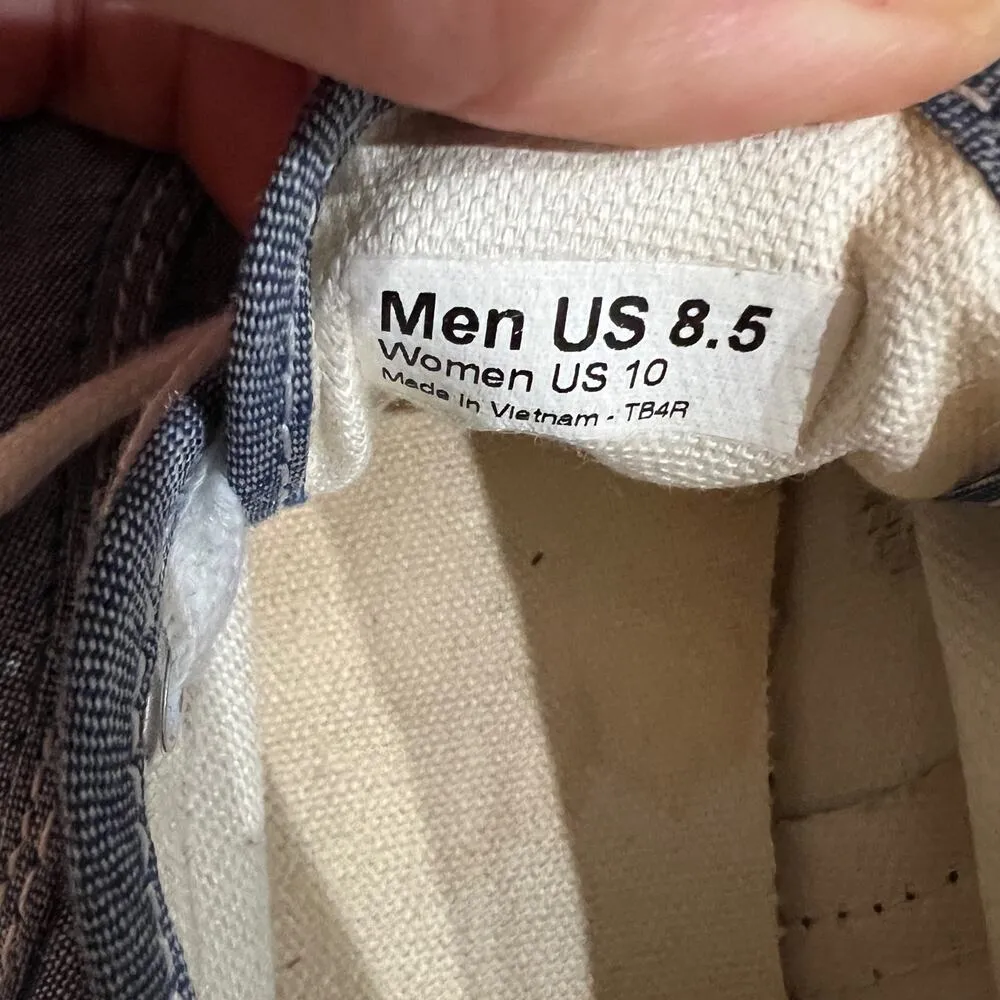 Men US 8.5
Women US 10
Made In Vietnam - TB4R